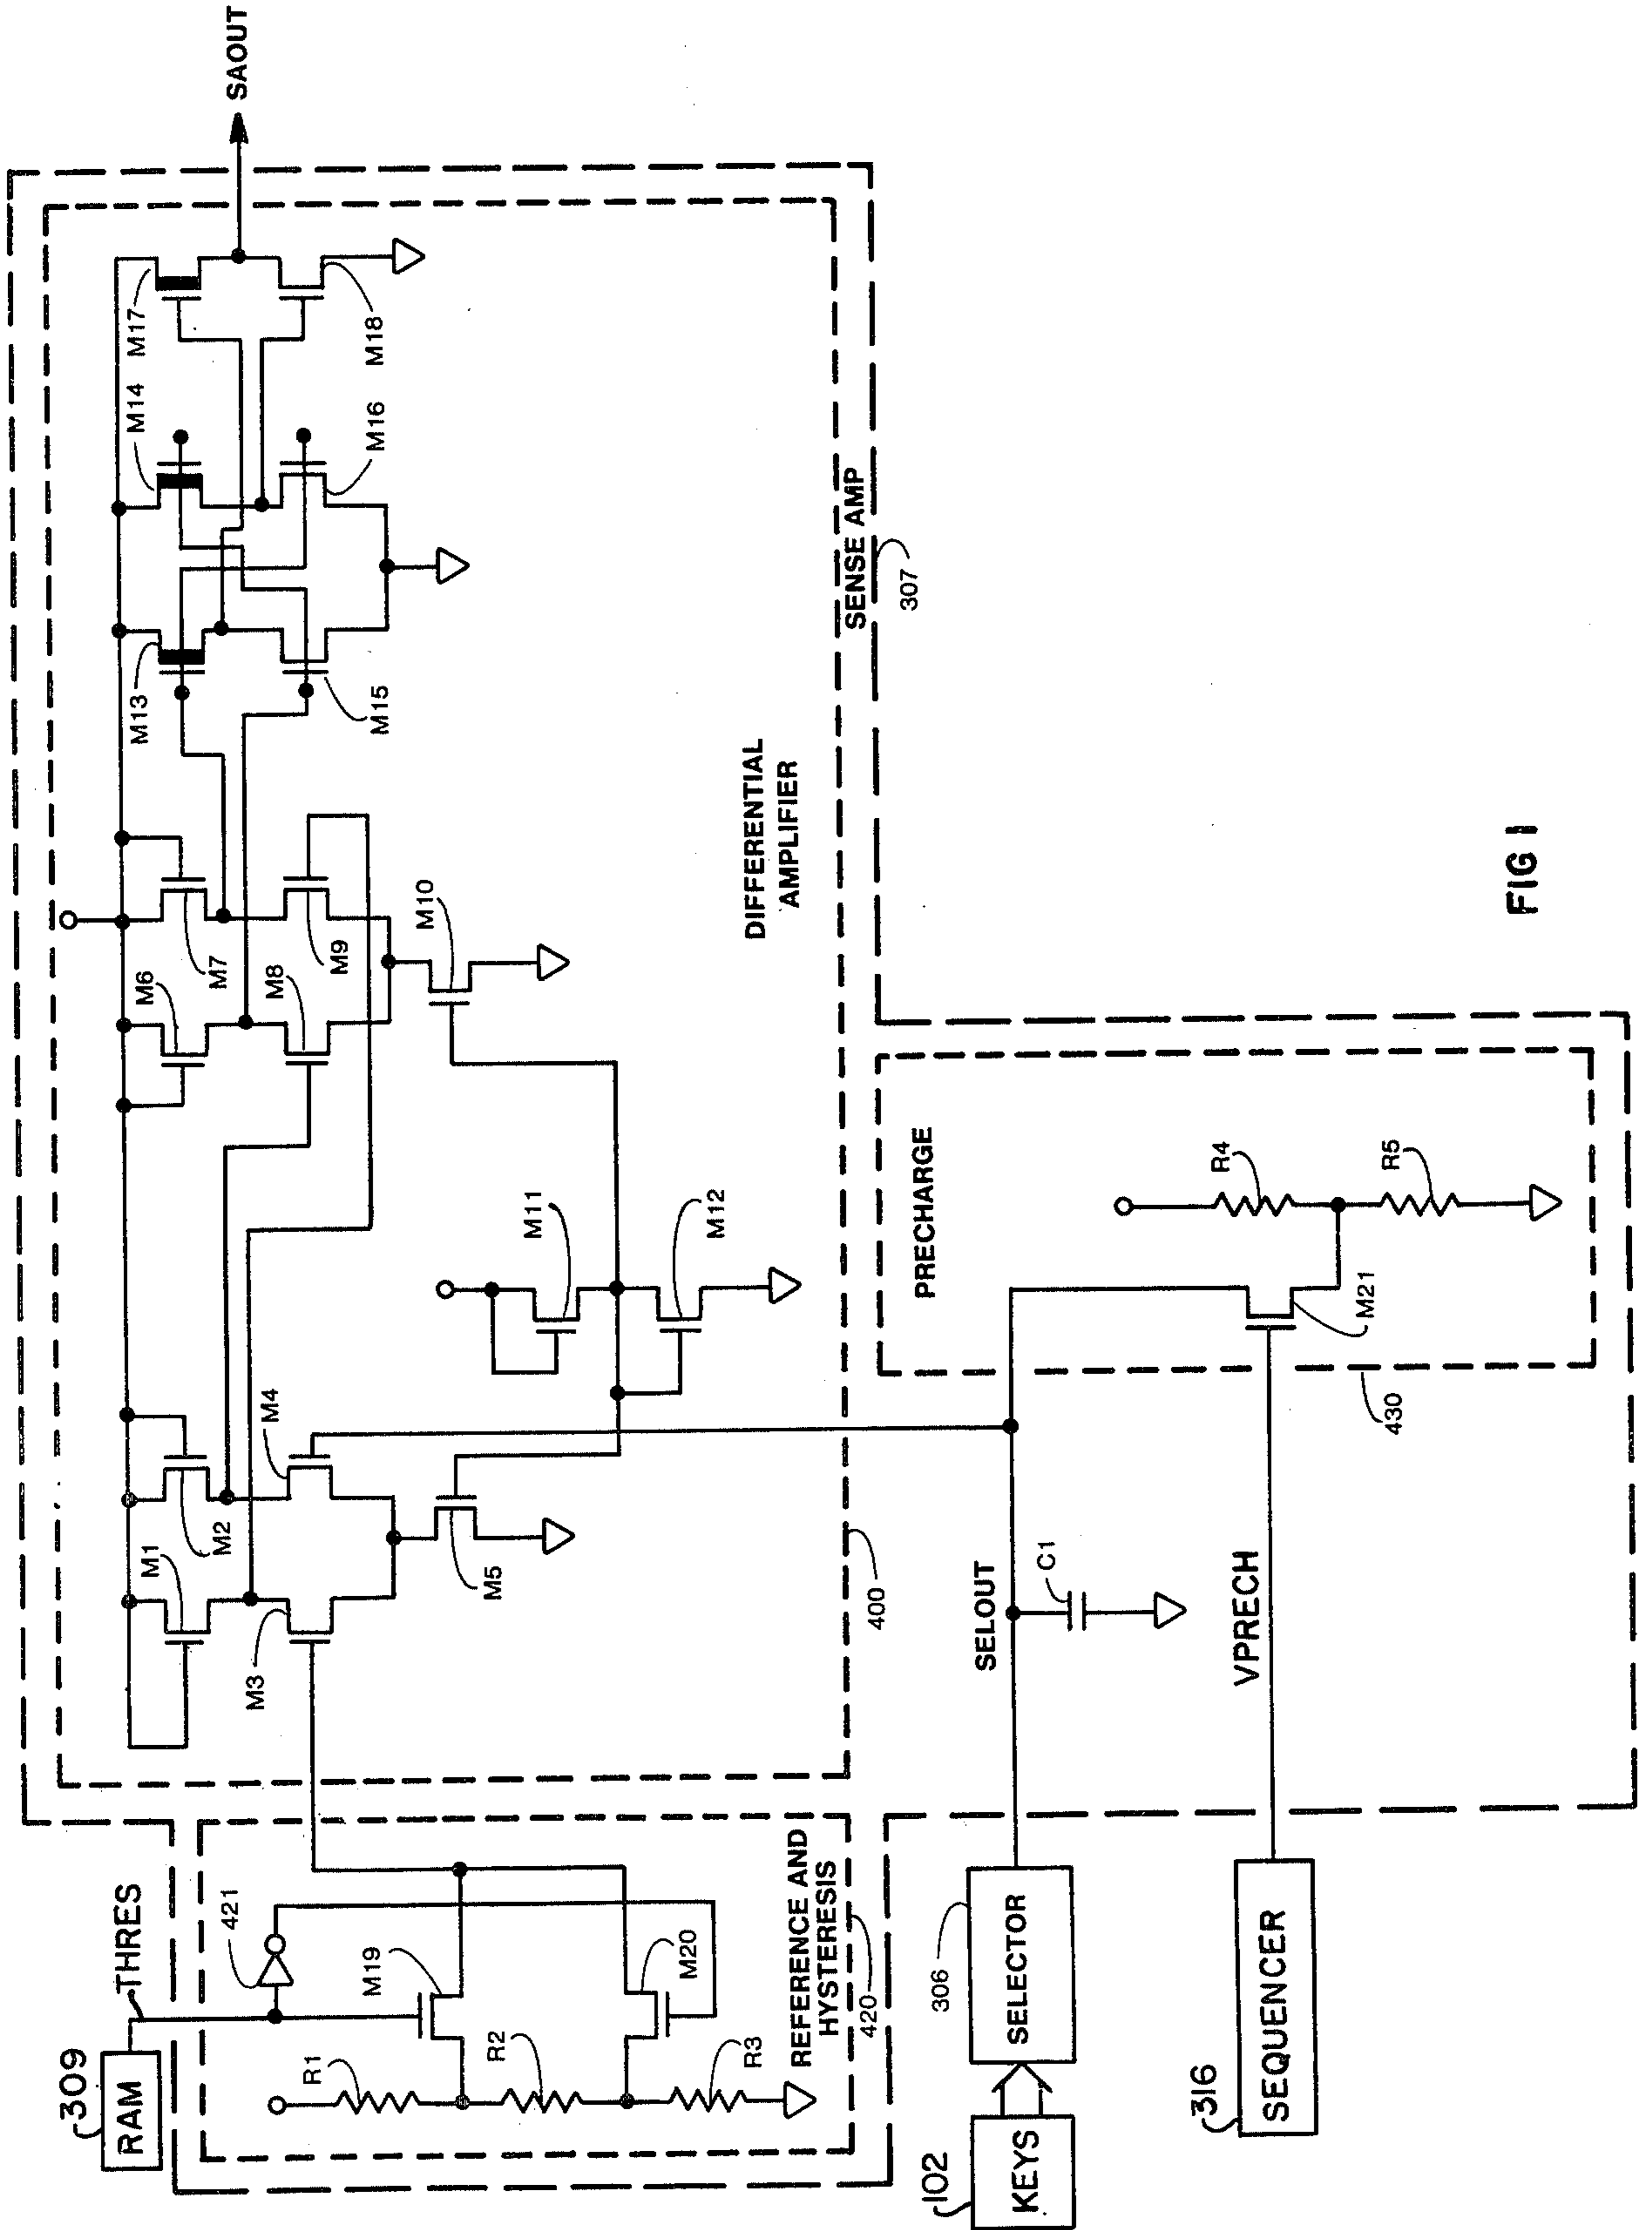 309
RAM
THRES
421
R1
M19
R2
M20
R3
REFERENCE AND
HYSTERESIS
420
M1
M2
M3
M4
M5
M6
M7
M8
M9
M10
M11
M12
M13
M14
M15
M16
M17
M18
SAOUT
DIFFERENTIAL
AMPLIFIER
400
SENSE AMP
307
102
KEYS
306
SELECTOR
SELOUT
C1
316
SEQUENCER
VPRECH
PRECHARGE
R4
R5
M21
430
FIG 1